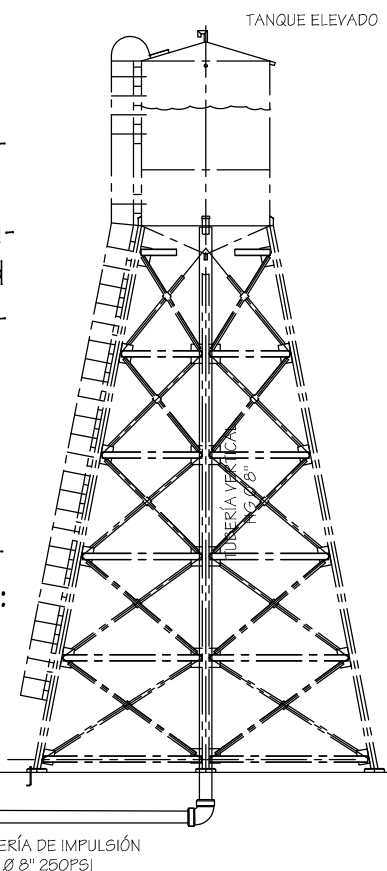 TANQUE ELEVADO
TUBERÍA VERTICAL
HG Ø 8"
ERÍA DE IMPULSIÓN
Ø 8" 250PSI